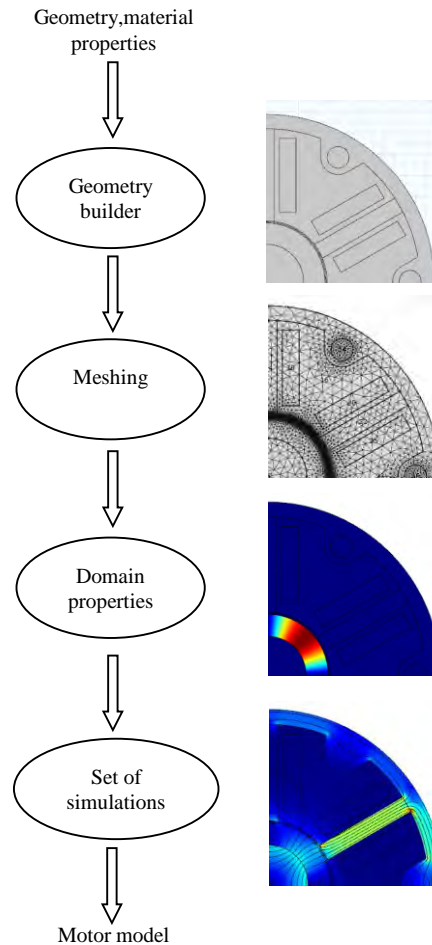 Geometry,material
properties
Geometry
builder
Meshing
Domain
properties
Set of
simulations
Motor model